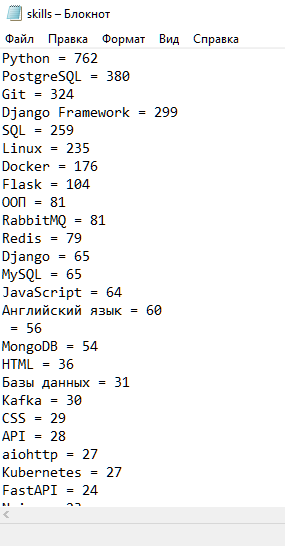 skills – Блокнот
Файл Правка Формат Вид Справка
Python = 762
PostgreSQL = 380
Git = 324
Django Framework = 299
SQL = 259
Linux = 235
Docker = 176
Flask = 104
ООП = 81
RabbitMQ = 81
Redis = 79
Django = 65
MySQL = 65
JavaScript = 64
Английский язык = 60
= 56
MongoDB = 54
HTML = 36
Базы данных = 31
Kafka = 30
CSS = 29
API = 28
aiohttp = 27
Kubernetes = 27
FastAPI = 24